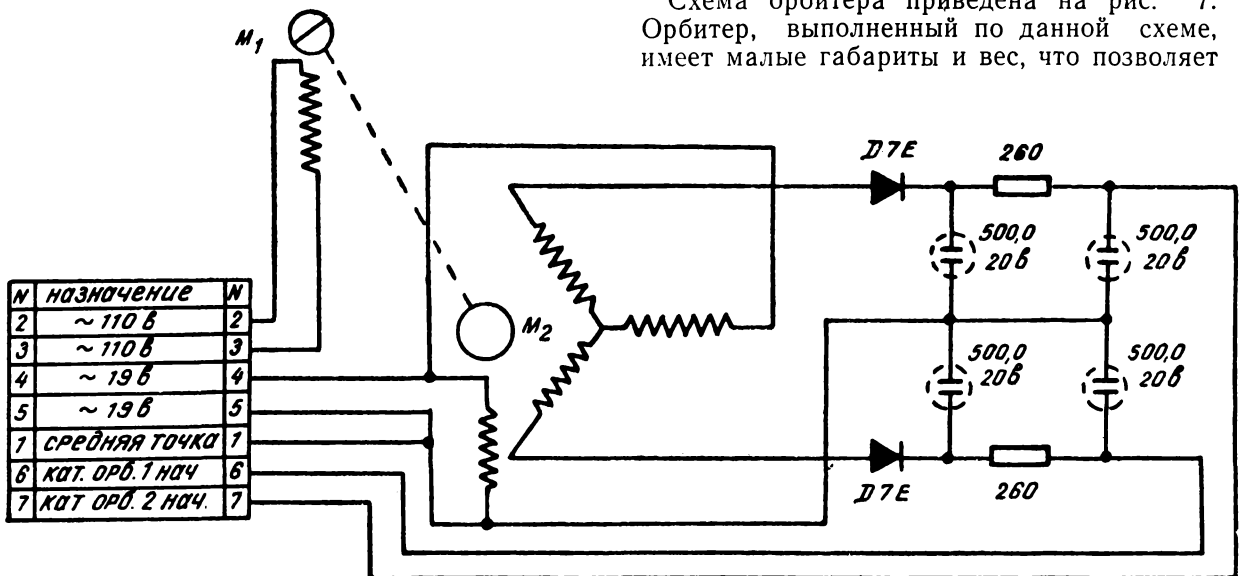 Схема орбитера приведена на рис. 7.
Орбитер, выполненный по данной схеме,
имеет малые габариты и вес, что позволяет
M1
Д7Е
260
500,0
20в
500,0
20в
M2
N назначение N
2 ~ 110 в 2
3 ~ 110 в 3
4 ~ 19 в 4
5 ~ 19 в 5
1 средняя точка 1
6 кат. орб. 1 нач 6
7 кат орб. 2 нач. 7
500,0
20в
500,0
20в
Д7Е
260